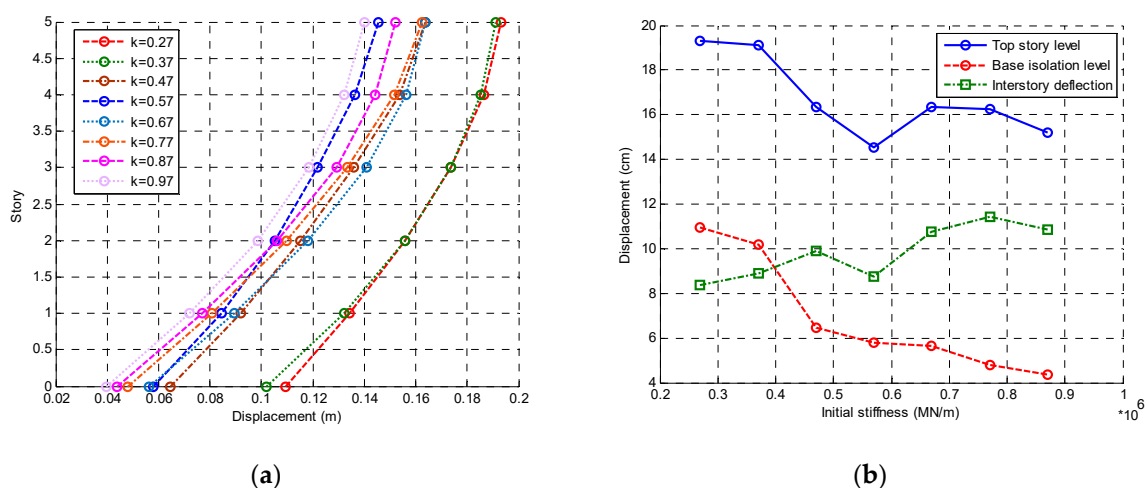 5
4.5
4
3.5
3
2.5
2
1.5
1
0.5
0
Story
k=0.27
k=0.37
k=0.47
k=0.57
k=0.67
k=0.77
k=0.87
k=0.97
0.02 0.04 0.06 0.08 0.1 0.12 0.14 0.16 0.18 0.2
Displacement (m)
(a)
20
18
16
14
12
10
8
6
4
Displacement (cm)
Top story level
Base isolation level
Interstory deflection
0.2 0.3 0.4 0.5 0.6 0.7 0.8 0.9 1
Initial stiffness (MN/m)
*10^6
(b)